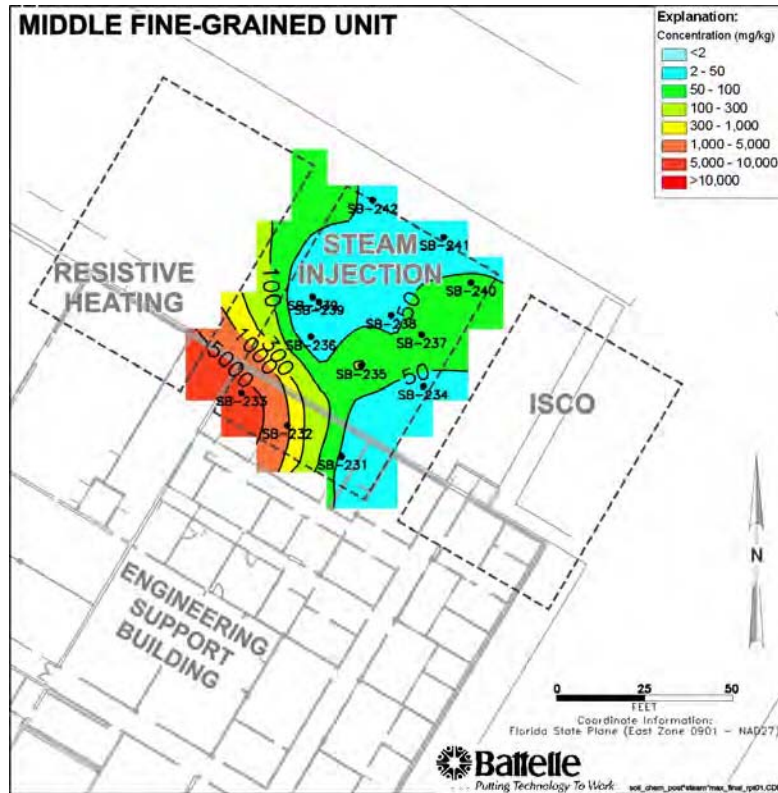 MIDDLE FINE-GRAINED UNIT
Explanation:
Concentration (mg/kg)
<2
2 - 50
50 - 100
100 - 300
300 - 1,000
1,000 - 5,000
5,000 - 10,000
>10,000
SB-242
STEAM
INJECTION
SB-241
RESISTIVE
HEATING
100
SB-240
SB-239
50
SB-238
SB-237
SB-236
300
1000
5000
SB-235
50
SB-234
SB-233
ISCO
SB-232
SB-231
ENGINEERING
SUPPORT
BUILDING
N
0 25 50
FEET
Coordinate Information:
Florida State Plane (East Zone 0901 - NAD27)
Battelle
Putting Technology To Work